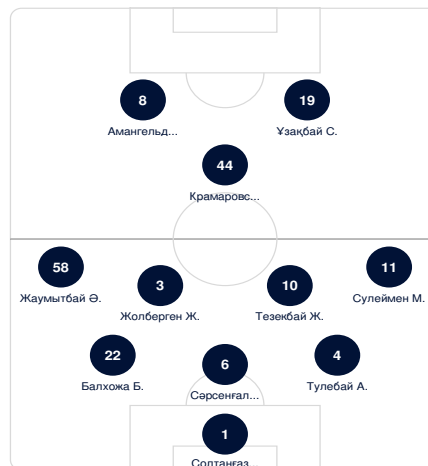 8
19
Амангельд...
Ұзақбай С.
44
Крамаровс...
58
11
3
10
Жаумытбай Ә.
Сулеймен М.
Жолберген Ж.
Тезекбай Ж.
22
6
4
Балхожа Б.
Тулебай А.
Сәрсенғал...
1
Солтанғаз...